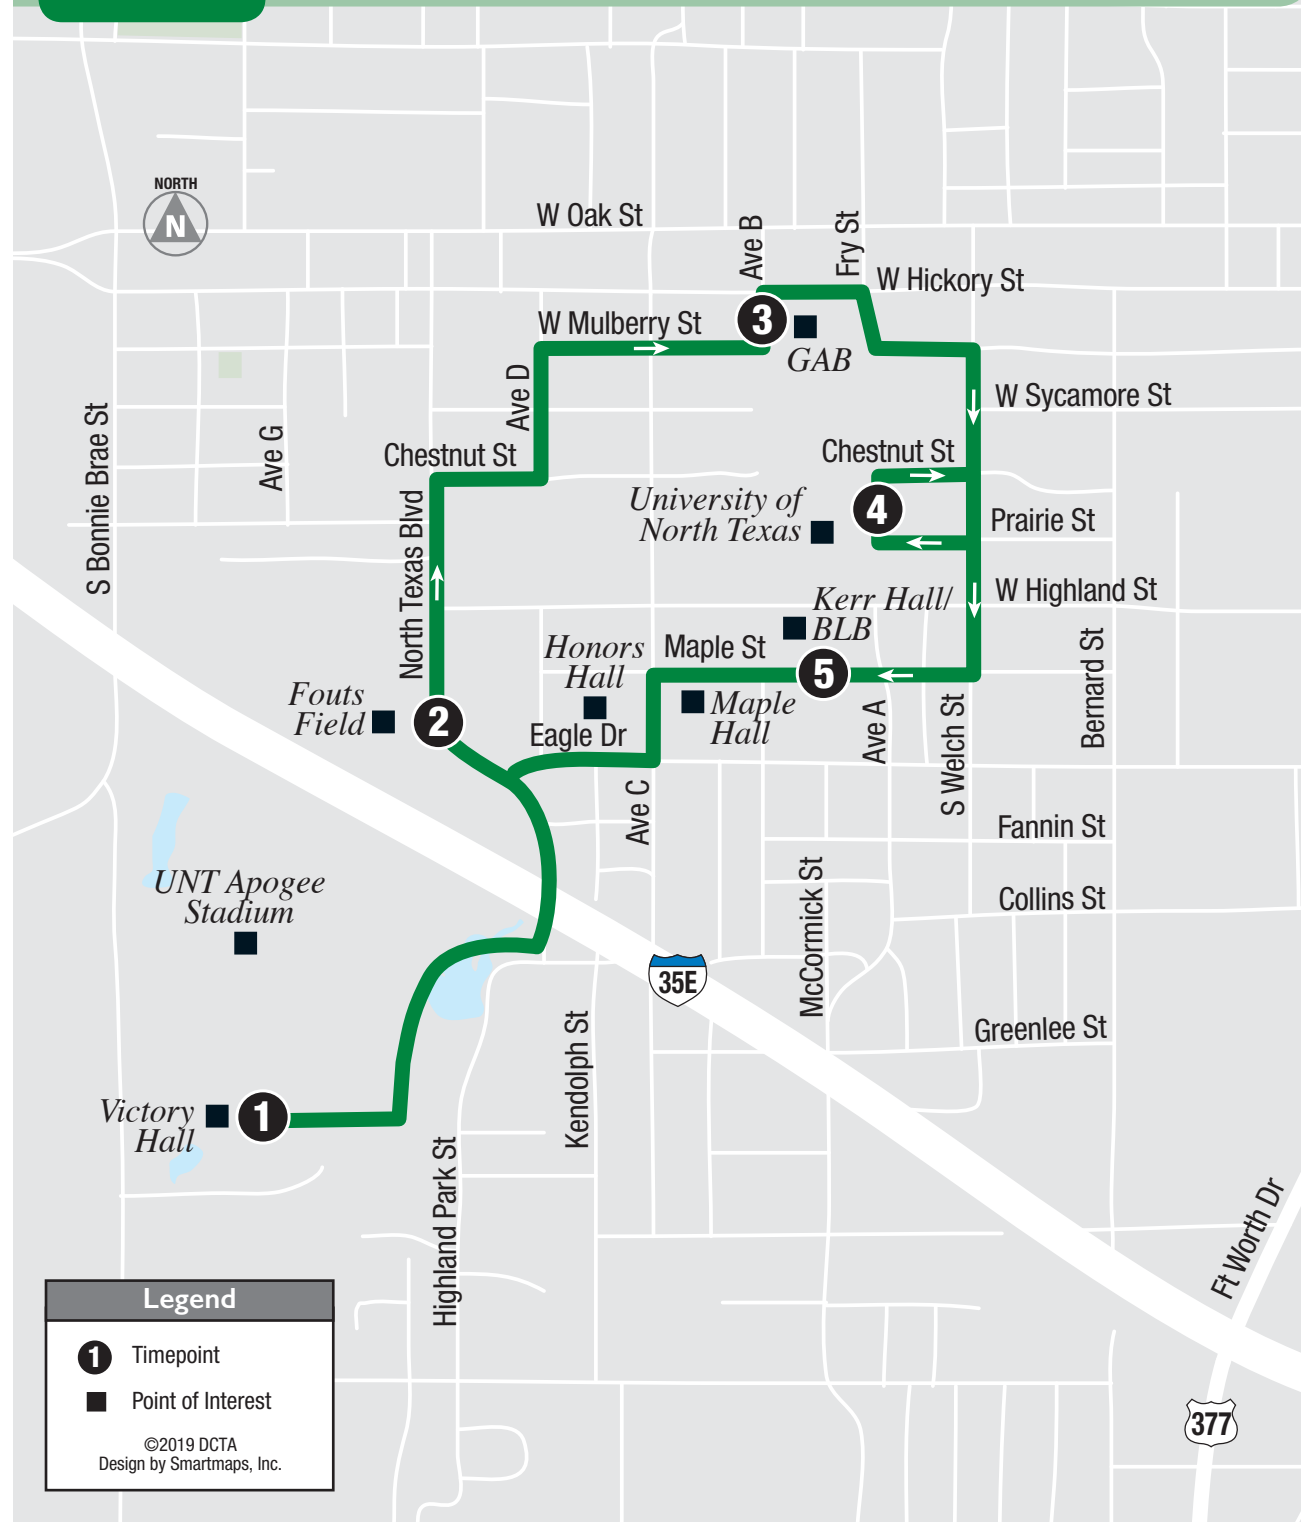 NORTH
N
W Oak St
Ave B
Fry St
W Hickory St
W Mulberry St
3
GAB
Ave D
W Sycamore St
S Bonnie Brae St
Ave G
Chestnut St
Chestnut St
University of
North Texas
4
Prairie St
North Texas Blvd
W Highland St
Kerr Hall/
BLB
Honors
Hall
Maple St
5
Bernard St
Fouts
Field
2
Maple
Hall
Eagle Dr
Ave A
S Welch St
Ave C
Fannin St
UNT Apogee
Stadium
McCormick St
Collins St
35E
Greenlee St
Kendolph St
Victory
Hall
1
Highland Park St
Ft Worth Dr
377
Legend
1 Timepoint
Point of Interest
©2019 DCTA
Design by Smartmaps, Inc.